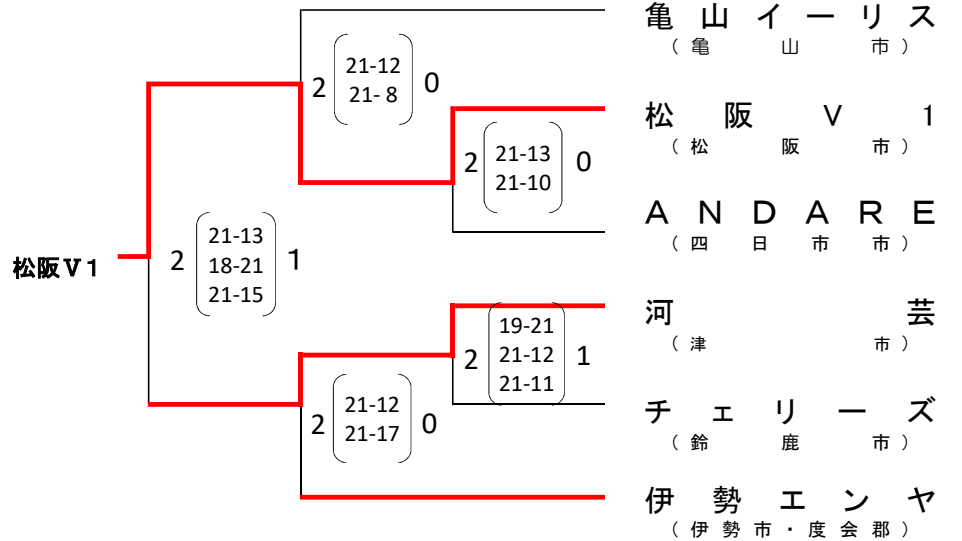 亀山イーリス
（亀山市）
2 21-12 0
21- 8
松阪V1
（松阪市）
2 21-13 0
21-10
ANDARE
（四日市市）
松阪V1
2 21-13 1
18-21
21-15
河芸
（津市）
2 19-21 1
21-12
21-11
チェリーズ
（鈴鹿市）
2 21-12 0
21-17
伊勢エンヤ
（伊勢市・度会郡）